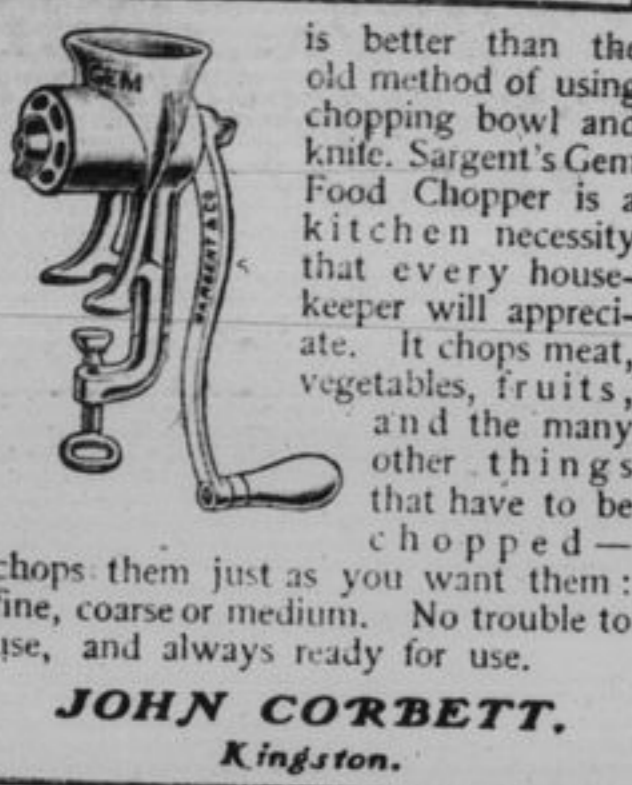 GEM
SARGENT & CO
is better than the
old method of using
chopping bowl and
knife. Sargent's Gem
Food Chopper is a
kitchen necessity
that every house-
keeper will appreci-
ate. It chops meat,
vegetables, fruits,
and the many
other things
that have to be
chopped—
chops them just as you want them:
fine, coarse or medium. No trouble to
use, and always ready for use.
JOHN CORBETT.
Kingston.